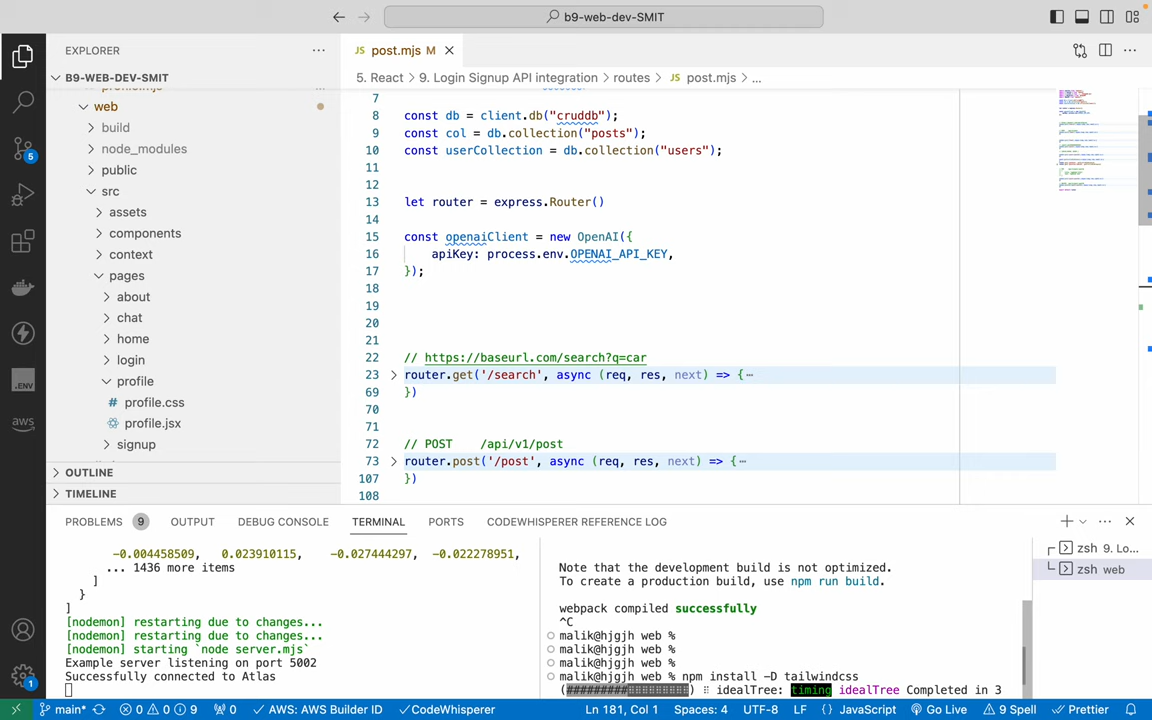 b9-web-dev-SMIT
EXPLORER
JS post.mjs M
B9-WEB-DEV-SMIT
5. React > 9. Login Signup API integration > routes > JS post.mjs > ...
web
build
node_modules
public
src
assets
components
context
pages
about
chat
home
login
profile
# profile.css
profile.jsx
signup
OUTLINE
TIMELINE
7
8 const db = client.db("cruddb");
9 const col = db.collection("posts");
10 const userCollection = db.collection("users");
11
12
13 let router = express.Router()
14
15 const openaiClient = new OpenAI({
16 apiKey: process.env.OPENAI_API_KEY,
17 });
18
19
20
21
22 // https://baseurl.com/search?q=car
23 router.get('/search', async (req, res, next) => {…
69 })
70
71
72 // POST /api/v1/post
73 router.post('/post', async (req, res, next) => {…
107 })
108
PROBLEMS 9 OUTPUT DEBUG CONSOLE TERMINAL PORTS CODEWHISPERER REFERENCE LOG
-0.004458509, 0.023910115, -0.027444297, -0.022278951,
... 1436 more items
]
}
]
[nodemon] restarting due to changes...
[nodemon] restarting due to changes...
[nodemon] starting `node server.mjs`
Example server listening on port 5002
Successfully connected to Atlas
Note that the development build is not optimized.
To create a production build, use npm run build.
webpack compiled successfully
^C
malik@hjgjh web %
malik@hjgjh web %
malik@hjgjh web %
malik@hjgjh web % npm install -D tailwindcss
idealTree: timing idealTree Completed in 3
zsh 9. Lo...
zsh web
.ENV
aws
5
1
main* 0 0 9 0 AWS: AWS Builder ID CodeWhisperer Ln 181, Col 1 Spaces: 4 UTF-8 LF {} JavaScript Go Live 9 Spell Prettier